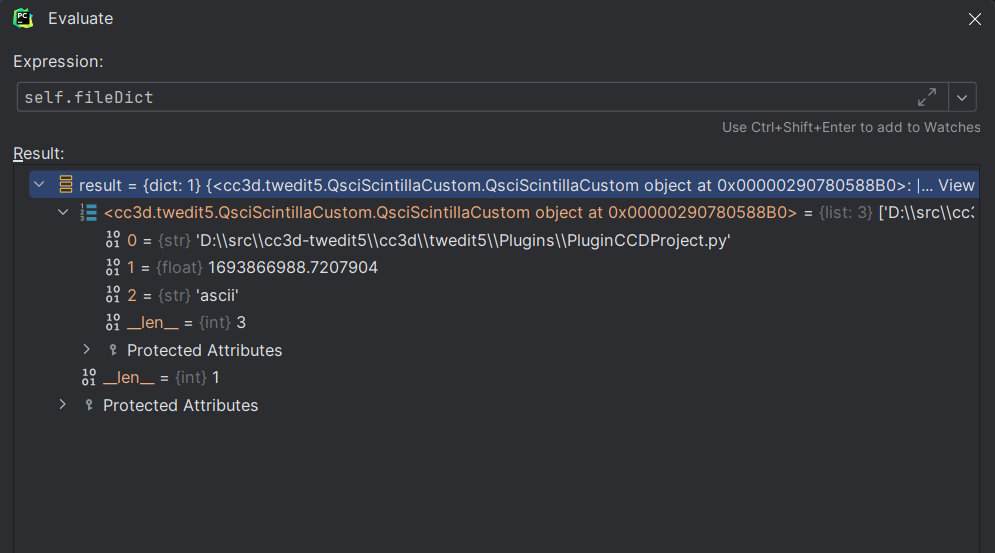 PC Evaluate
Expression:
self.fileDict
Use Ctrl+Shift+Enter to add to Watches
Result:
result = {dict: 1} {<cc3d.twedit5.QsciScintillaCustom.QsciScintillaCustom object at 0x00000290780588B0>: [... View
<cc3d.twedit5.QsciScintillaCustom.QsciScintillaCustom object at 0x00000290780588B0> = {list: 3} ['D:\\src\\cc3
0 = {str} 'D:\\src\\cc3d-twedit5\\cc3d\\twedit5\\Plugins\\PluginCCDProject.py'
1 = {float} 1693866988.7207904
2 = {str} 'ascii'
__len__ = {int} 3
Protected Attributes
__len__ = {int} 1
Protected Attributes